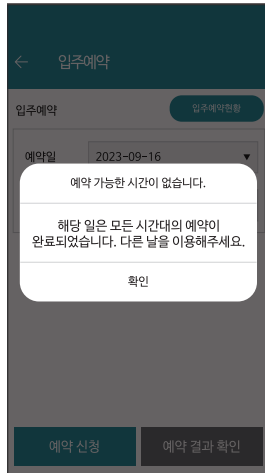 입주예약
입주예약
입주예약현황
예약일
2023-09-16
예약 가능한 시간이 없습니다.
해당 일은 모든 시간대의 예약이
완료되었습니다. 다른 날을 이용해주세요.
확인
예약 신청
예약 결과 확인